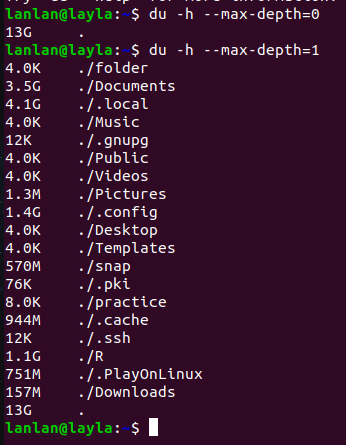 lanlan@layla:~$ du -h --max-depth=0
13G .
lanlan@layla:~$ du -h --max-depth=1
4.0K ./folder
3.5G ./Documents
4.1G ./.local
4.0K ./Music
12K ./.gnupg
4.0K ./Public
4.0K ./Videos
1.3M ./Pictures
1.4G ./.config
4.0K ./Desktop
4.0K ./Templates
570M ./snap
76K ./.pki
8.0K ./practice
944M ./.cache
12K ./.ssh
1.1G ./R
751M ./.PlayOnLinux
157M ./Downloads
13G .
lanlan@layla:~$